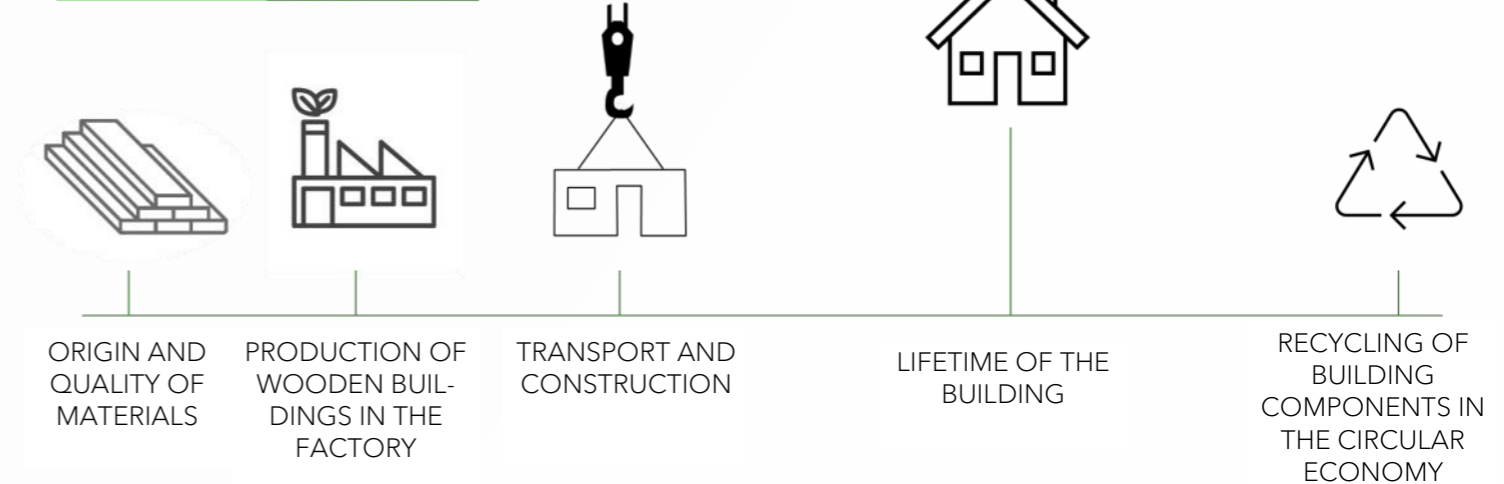 ORIGIN AND
QUALITY OF
MATERIALS
PRODUCTION OF
WOODEN BUIL-
DINGS IN THE
FACTORY
TRANSPORT AND
CONSTRUCTION
LIFETIME OF THE
BUILDING
RECYCLING OF
BUILDING
COMPONENTS IN
THE CIRCULAR
ECONOMY